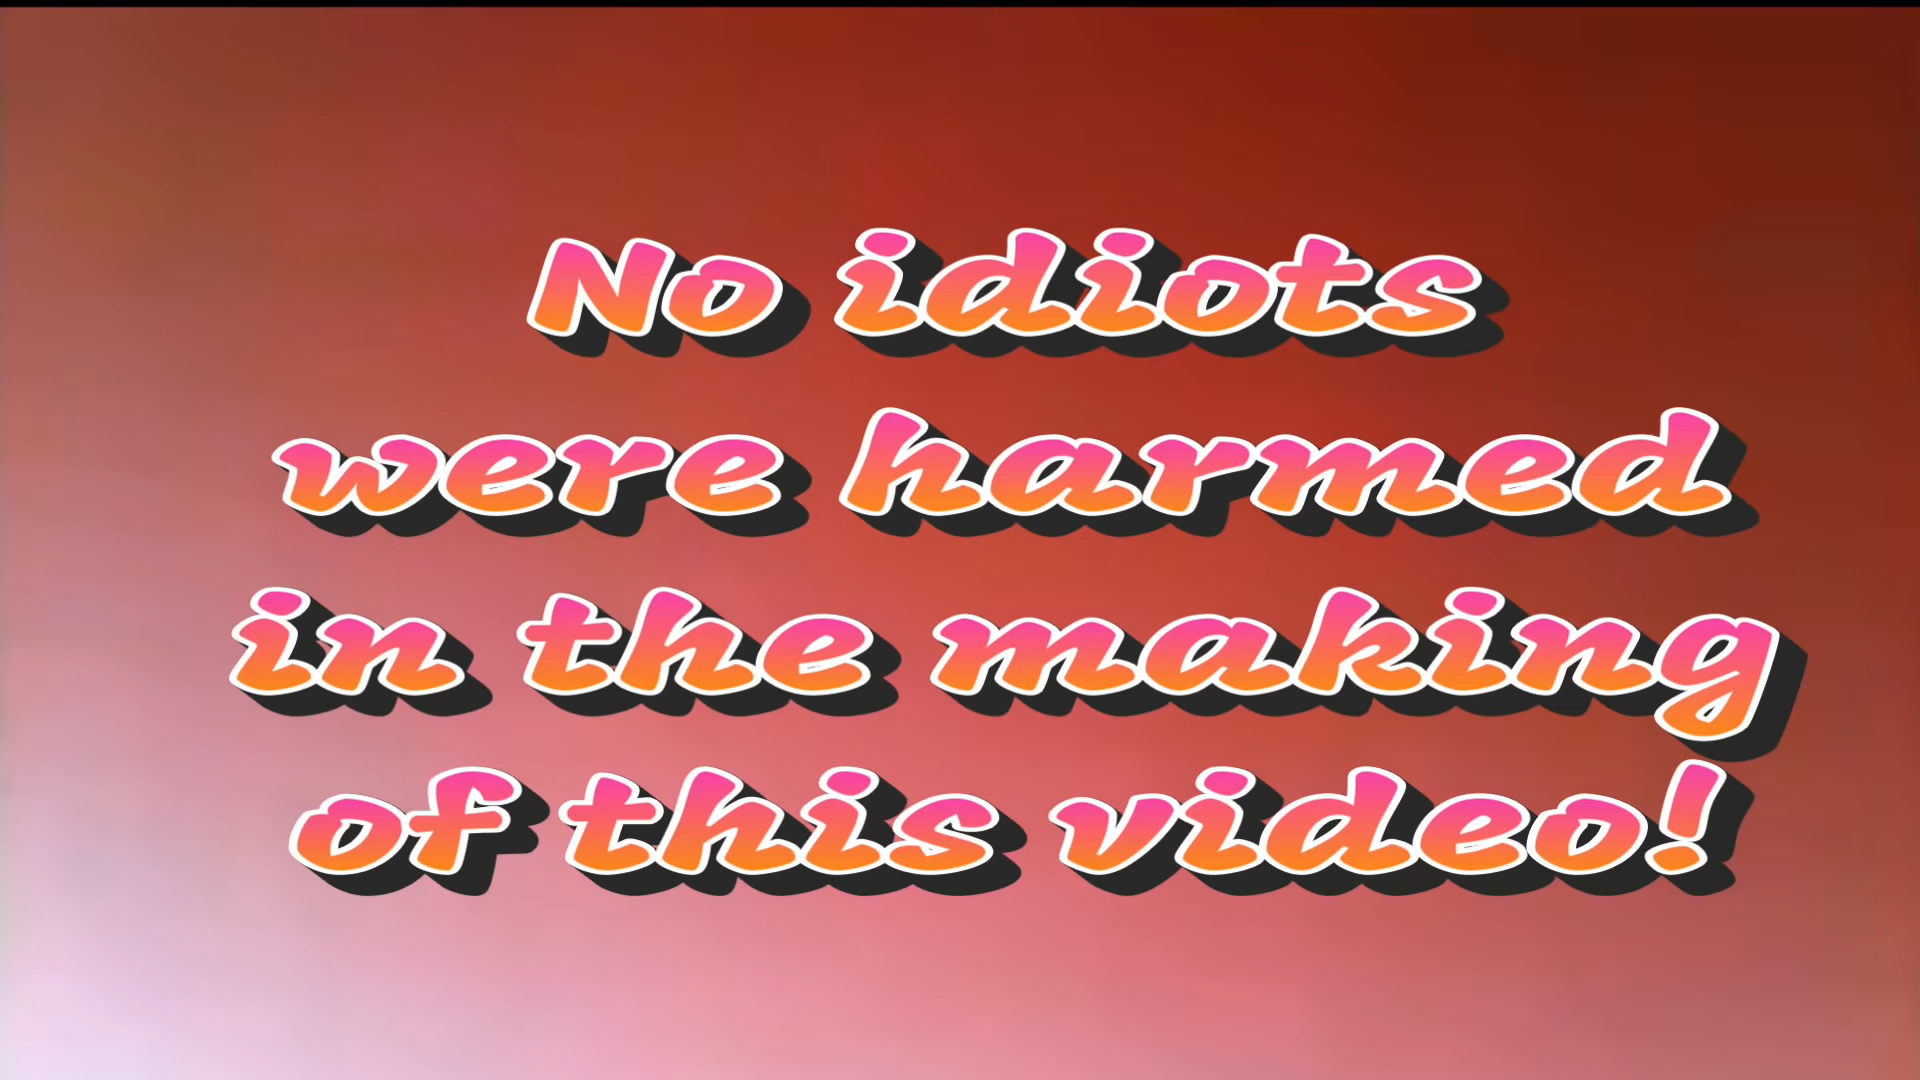 No idiots
were harmed
in the making
of this video!